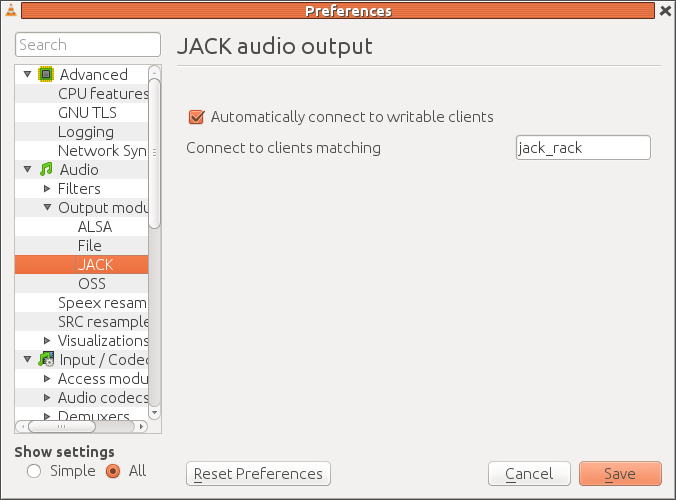 Preferences
Search
JACK audio output
Advanced
CPU features
GNU TLS
Logging
Network Syn
Audio
Filters
Output modu
ALSA
File
JACK
OSS
Speex resam
SRC resample
Visualizations
Input / Codec
Access modu
Audio codecs
Demuxers
Automatically connect to writable clients
Connect to clients matching
jack_rack
Show settings
Simple
All
Reset Preferences
Cancel
Save